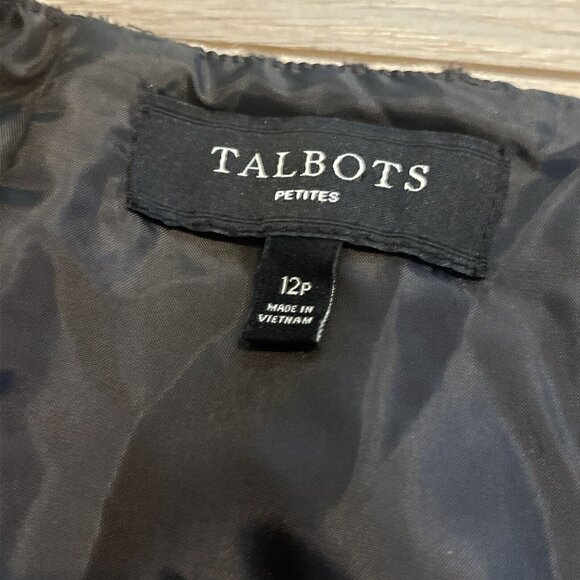 TALBOTS
PETITES
12P
MADE IN
VIETNAM